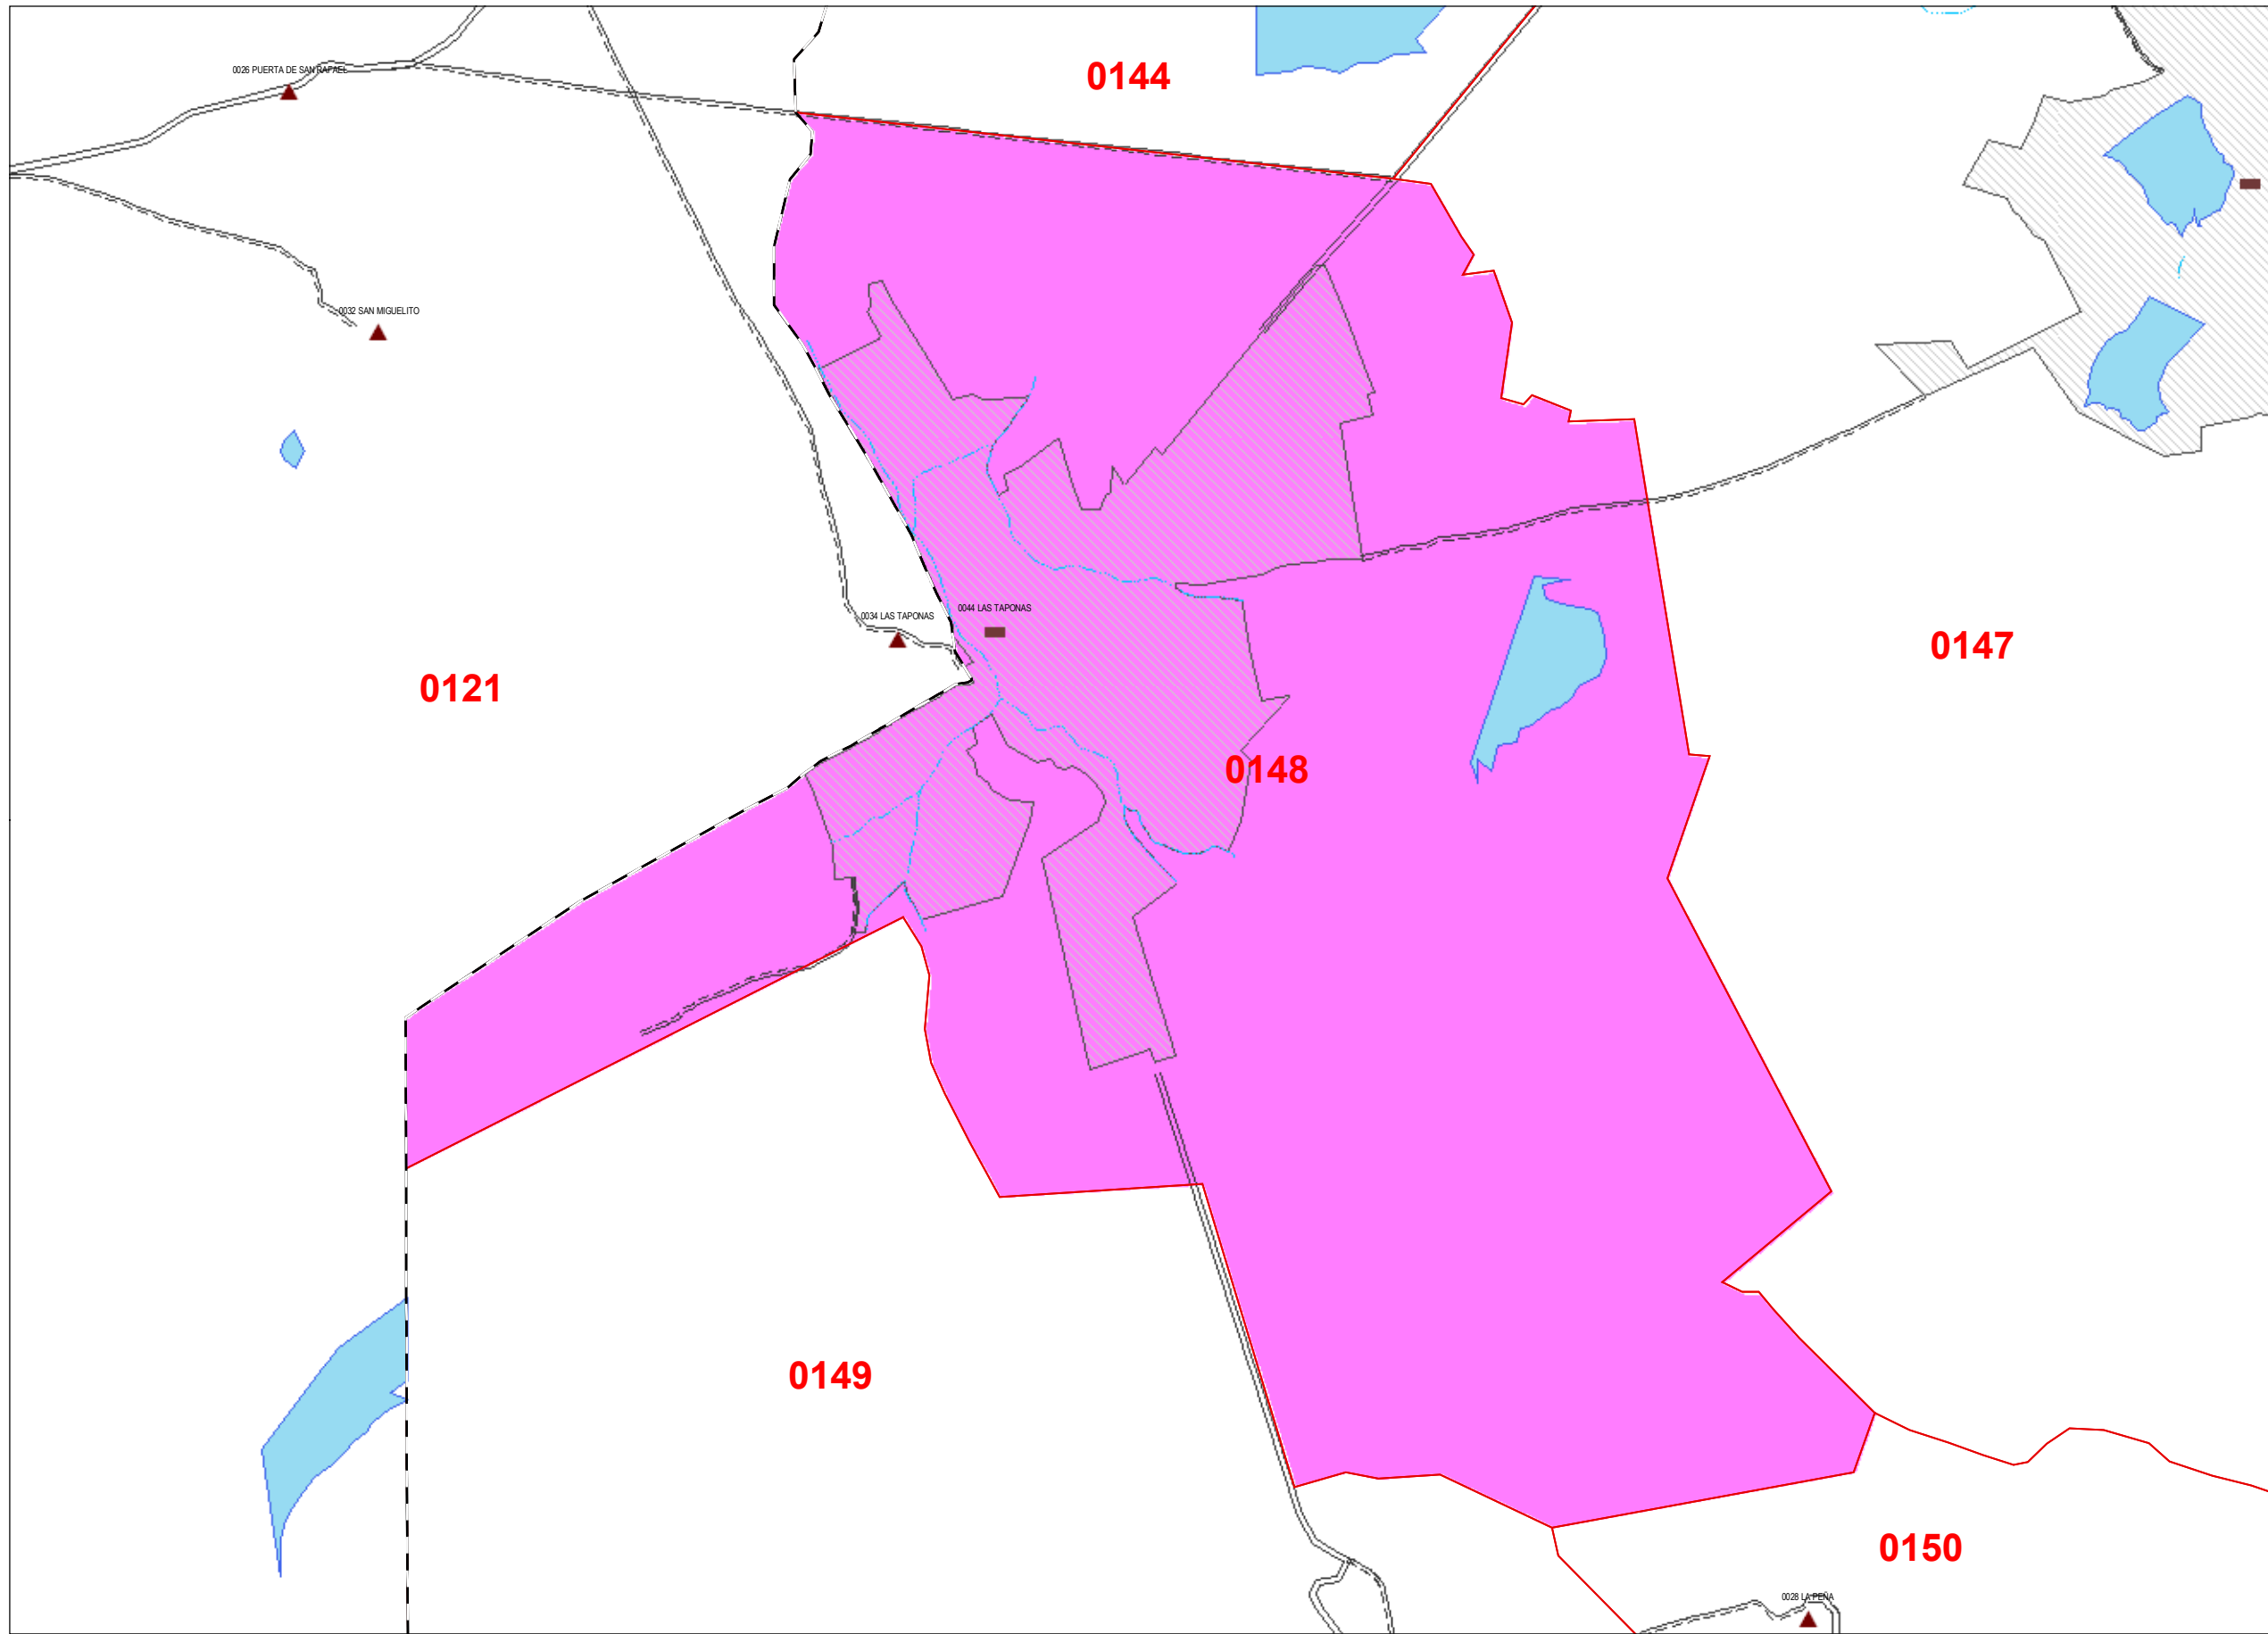 0026 PUERTA DE SAN RAFAEL
0144
0032 SAN MIGUELITO
0044 LAS TAPONAS
0034 LAS TAPONAS
0147
0121
0148
0149
0150
0028 LA PEÑA